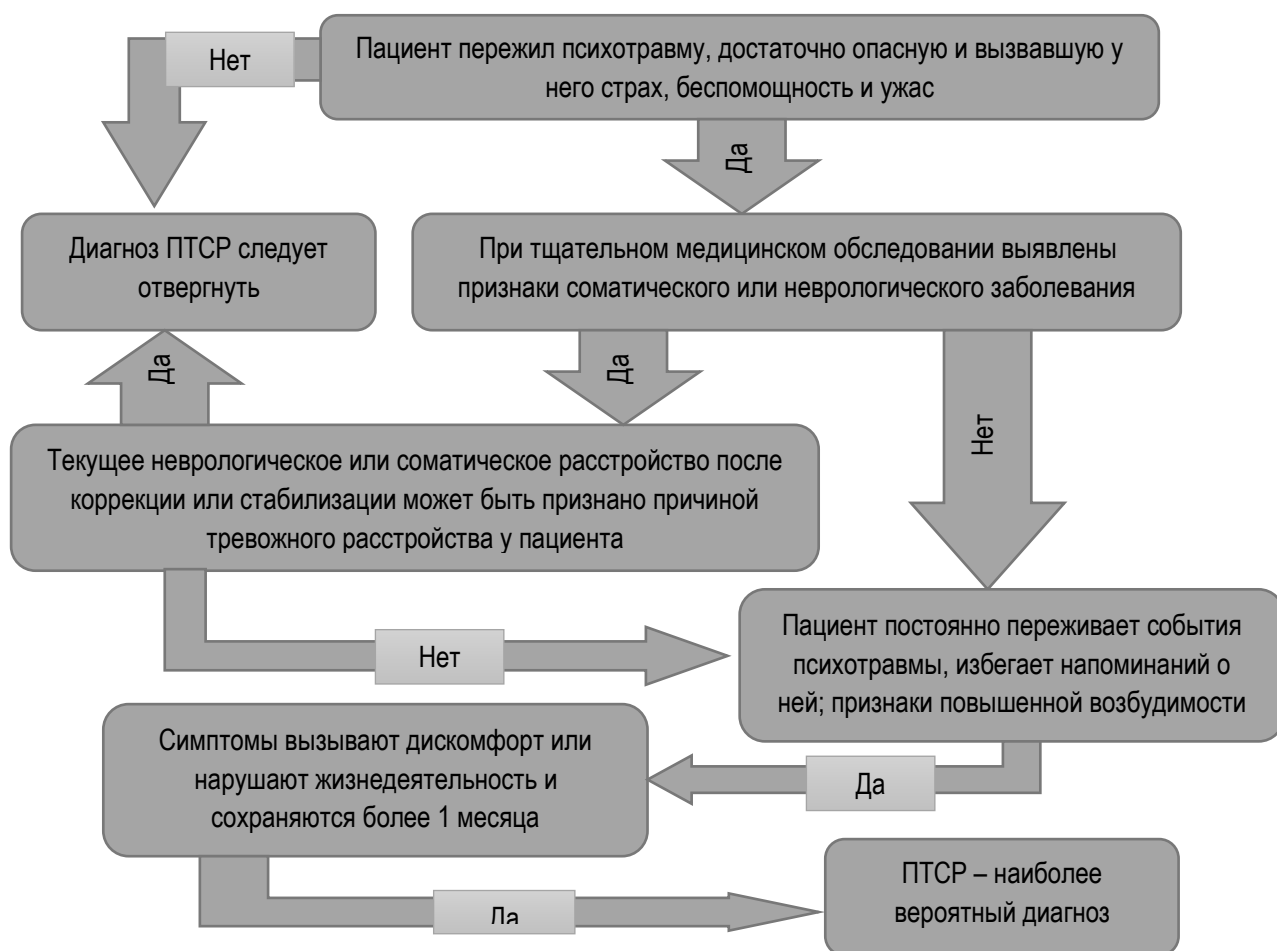 Нет
Пациент пережил психотравму, достаточно опасную и вызвавшую у
него страх, беспомощность и ужас
Да
Диагноз ПТСР следует
отвергнуть
При тщательном медицинском обследовании выявлены
признаки соматического или неврологического заболевания
Да
Да
Нет
Текущее неврологическое или соматическое расстройство после
коррекции или стабилизации может быть признано причиной
тревожного расстройства у пациента
Нет
Пациент постоянно переживает события
психотравмы, избегает напоминаний о
ней; признаки повышенной возбудимости
Симптомы вызывают дискомфорт или
нарушают жизнедеятельность и
сохраняются более 1 месяца
Да
Да
ПТСР – наиболее
вероятный диагноз